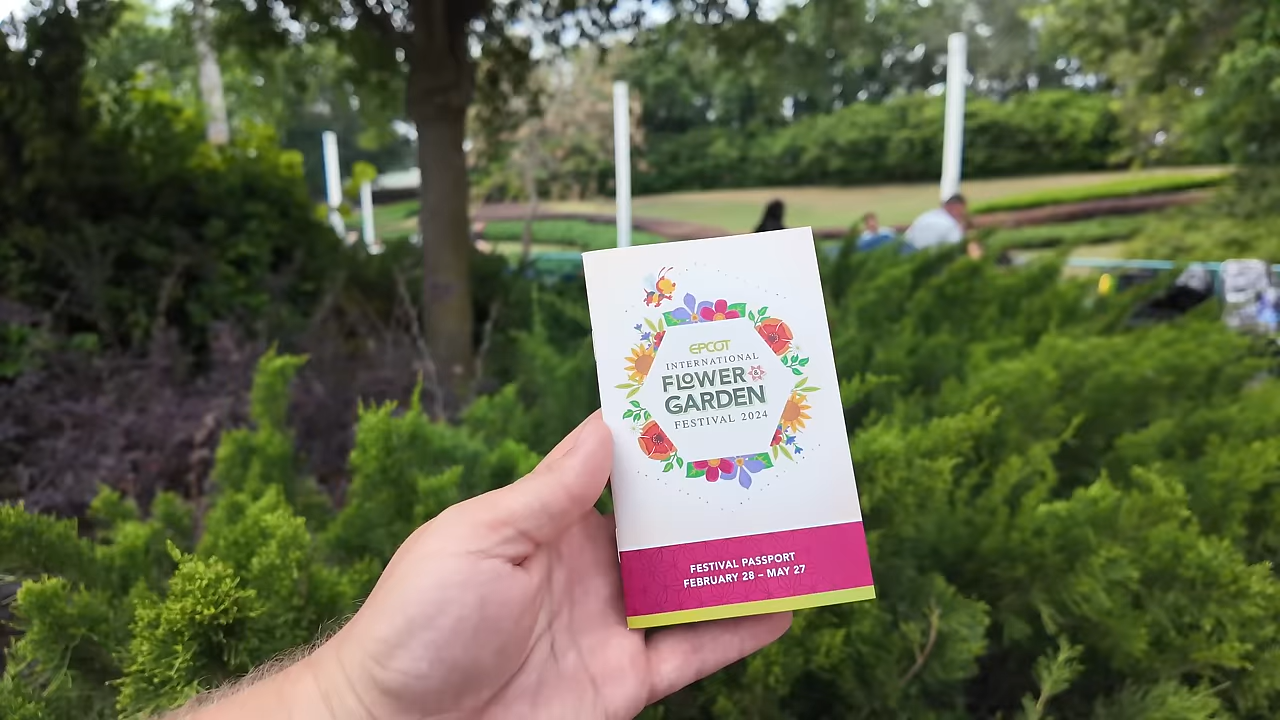 EPCOT
INTERNATIONAL
FLOWER &
GARDEN
FESTIVAL 2024
FESTIVAL PASSPORT
FEBRUARY 28 – MAY 27